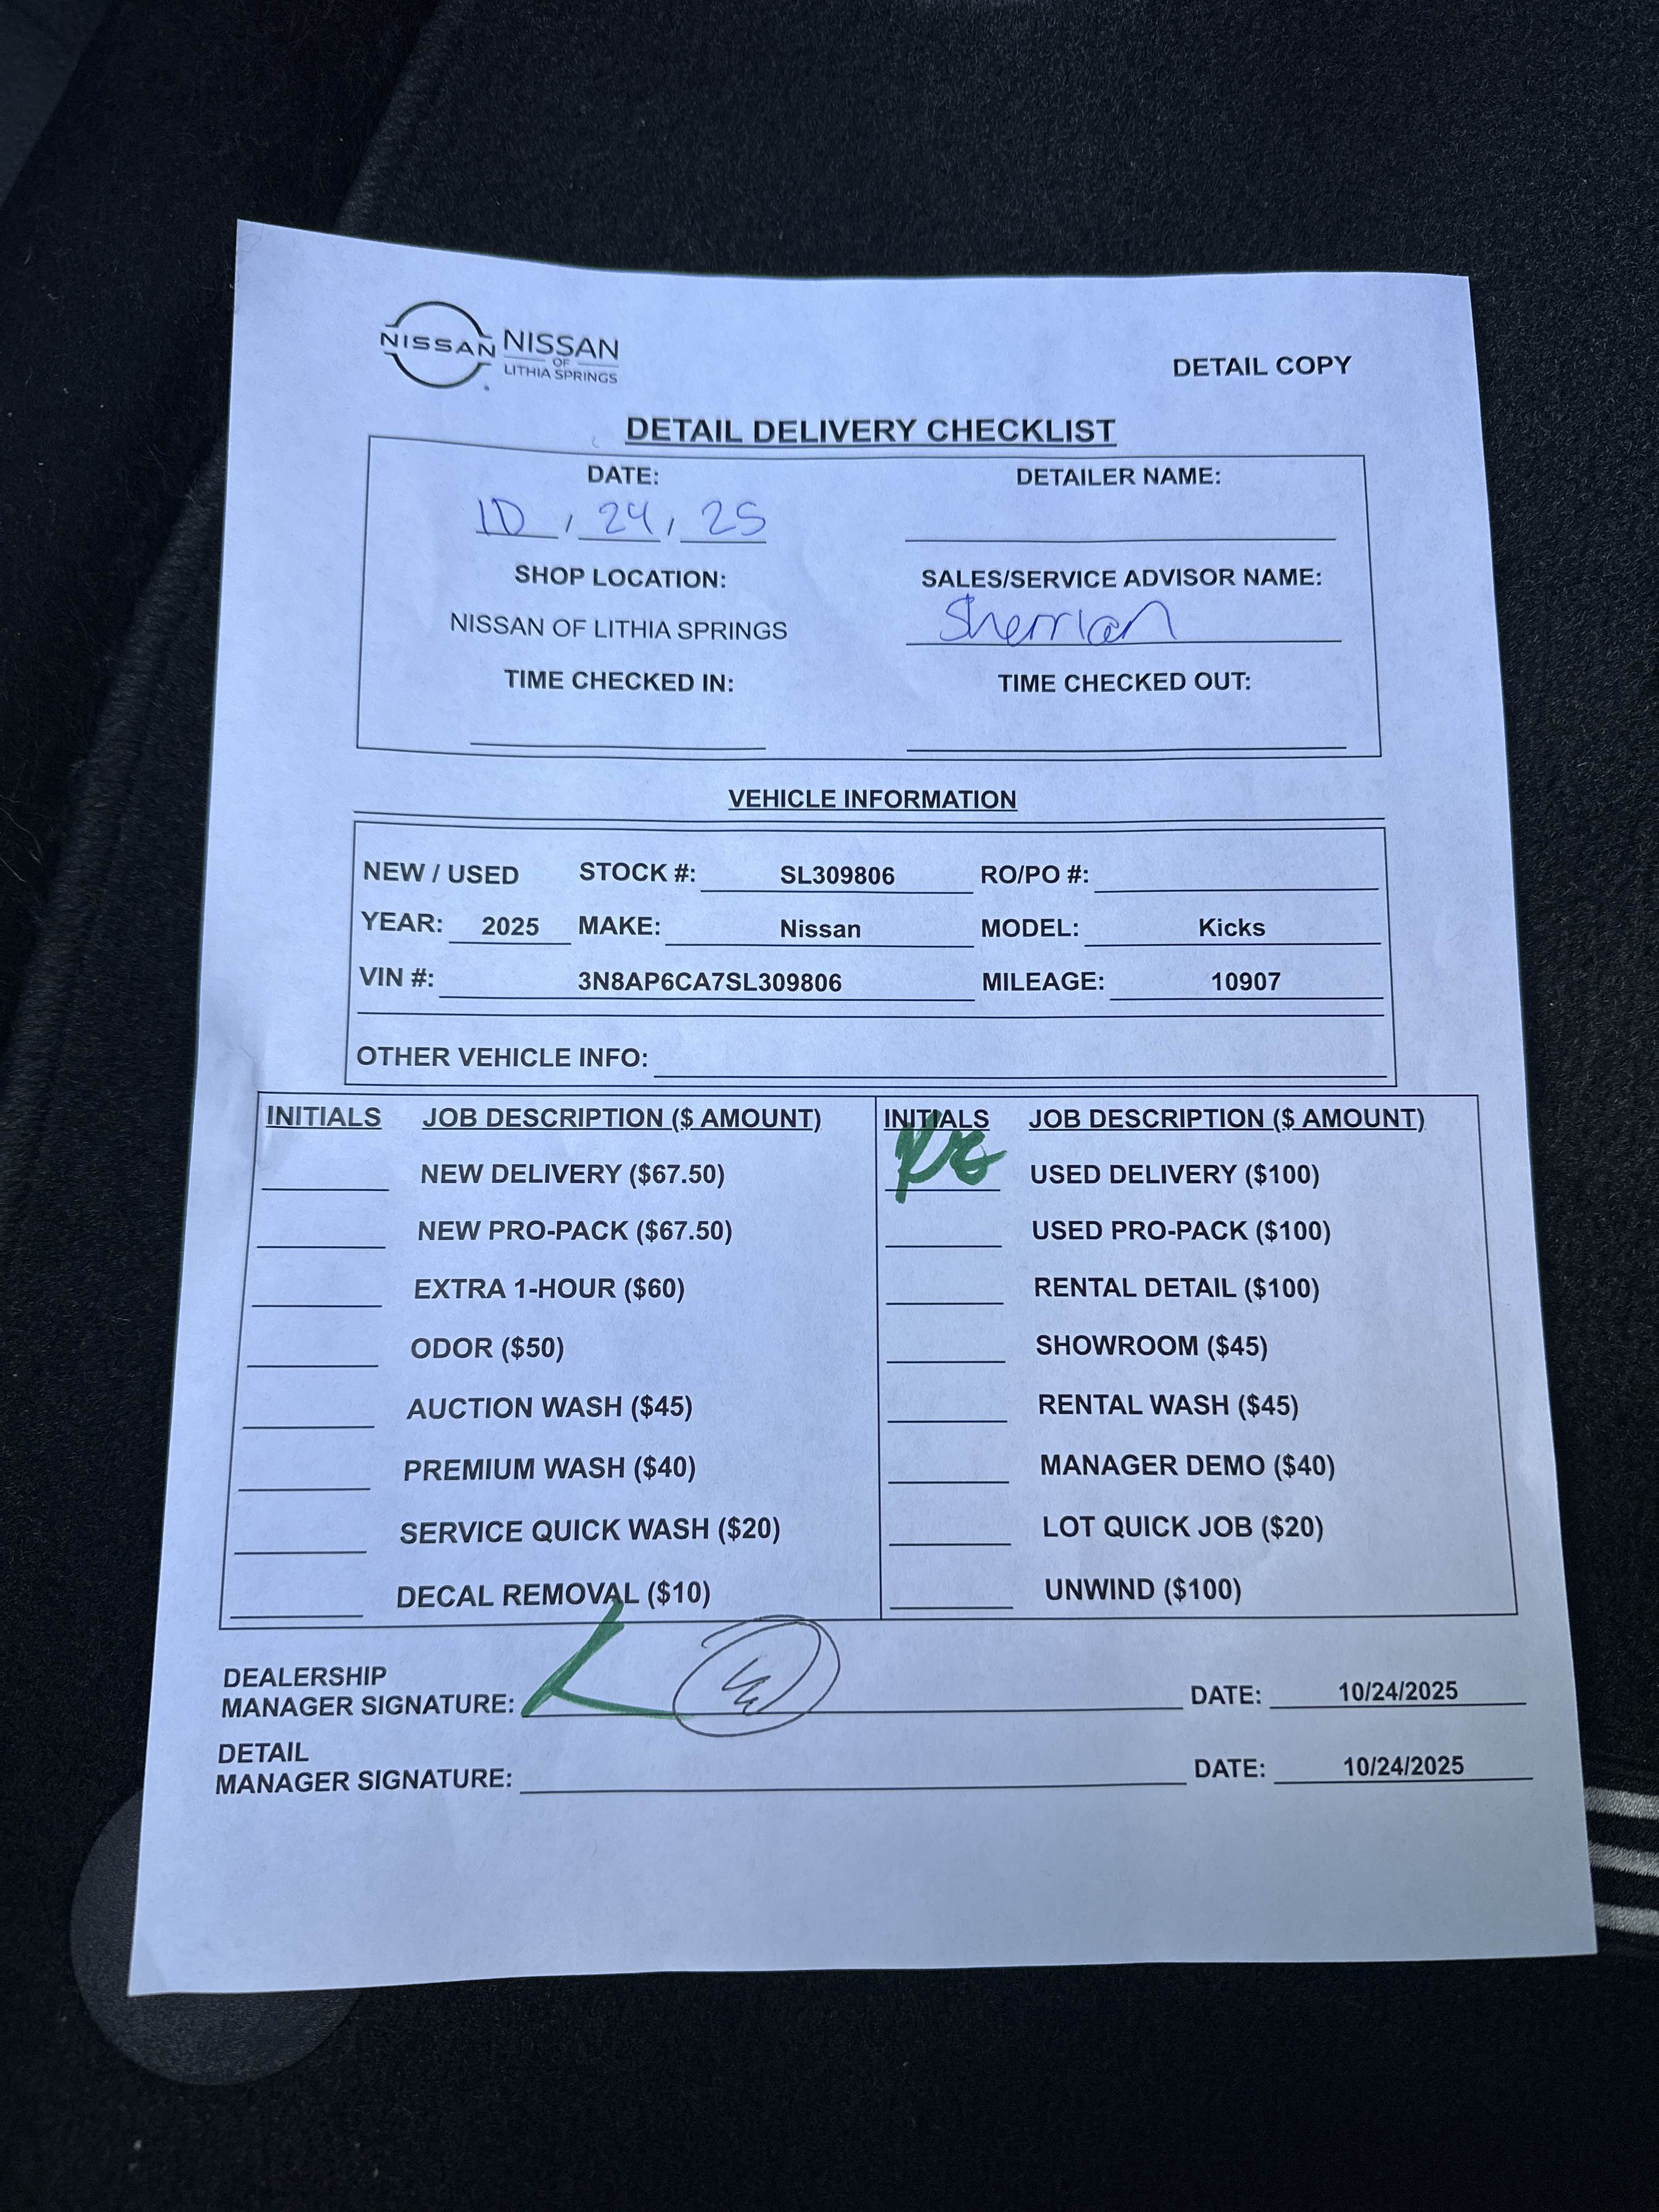 NISSAN NISSAN
OF
LITHIA SPRINGS
DETAIL COPY
DETAIL DELIVERY CHECKLIST
DATE: DETAILER NAME:
10 / 24 / 25
SHOP LOCATION: SALES/SERVICE ADVISOR NAME:
NISSAN OF LITHIA SPRINGS
TIME CHECKED IN: TIME CHECKED OUT:
VEHICLE INFORMATION
NEW / USED STOCK #: SL309806 RO/PO #:
YEAR: 2025 MAKE: Nissan MODEL: Kicks
VIN #: 3N8AP6CA7SL309806 MILEAGE: 10907
OTHER VEHICLE INFO:
INITIALS JOB DESCRIPTION ($ AMOUNT) INITIALS JOB DESCRIPTION ($ AMOUNT)
NEW DELIVERY ($67.50) USED DELIVERY ($100)
NEW PRO-PACK ($67.50) USED PRO-PACK ($100)
EXTRA 1-HOUR ($60) RENTAL DETAIL ($100)
ODOR ($50) SHOWROOM ($45)
AUCTION WASH ($45) RENTAL WASH ($45)
PREMIUM WASH ($40) MANAGER DEMO ($40)
SERVICE QUICK WASH ($20) LOT QUICK JOB ($20)
DECAL REMOVAL ($10) UNWIND ($100)
DEALERSHIP
MANAGER SIGNATURE: DATE: 10/24/2025
DETAIL
MANAGER SIGNATURE: DATE: 10/24/2025